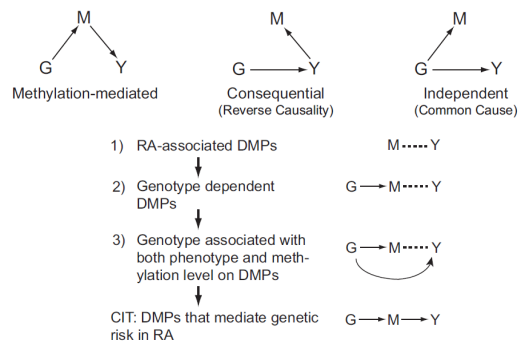 M M M
G Y G Y G Y
Methylation-mediated Consequential Independent
(Reverse Causality) (Common Cause)
1) RA-associated DMPs M Y
2) Genotype dependent G M Y
DMPs
3) Genotype associated with G M Y
both phenotype and meth-
ylation level on DMPs
CIT: DMPs that mediate genetic G M Y
risk in RA